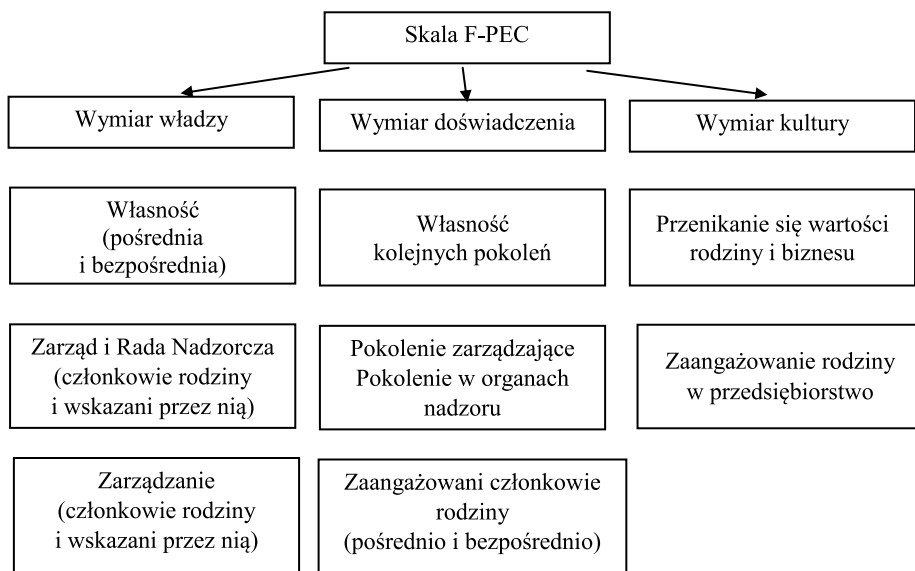 Skala F-PEC
Wymiar władzy
Wymiar doświadczenia
Wymiar kultury
Własność
(pośrednia
i bezpośrednia)
Własność
kolejnych pokoleń
Przenikanie się wartości
rodziny i biznesu
Zarząd i Rada Nadzorcza
(członkowie rodziny
i wskazani przez nią)
Pokolenie zarządzające
Pokolenie w organach
nadzoru
Zaangażowanie rodziny
w przedsiębiorstwo
Zarządzanie
(członkowie rodziny
i wskazani przez nią)
Zaangażowani członkowie
rodziny
(pośrednio i bezpośrednio)